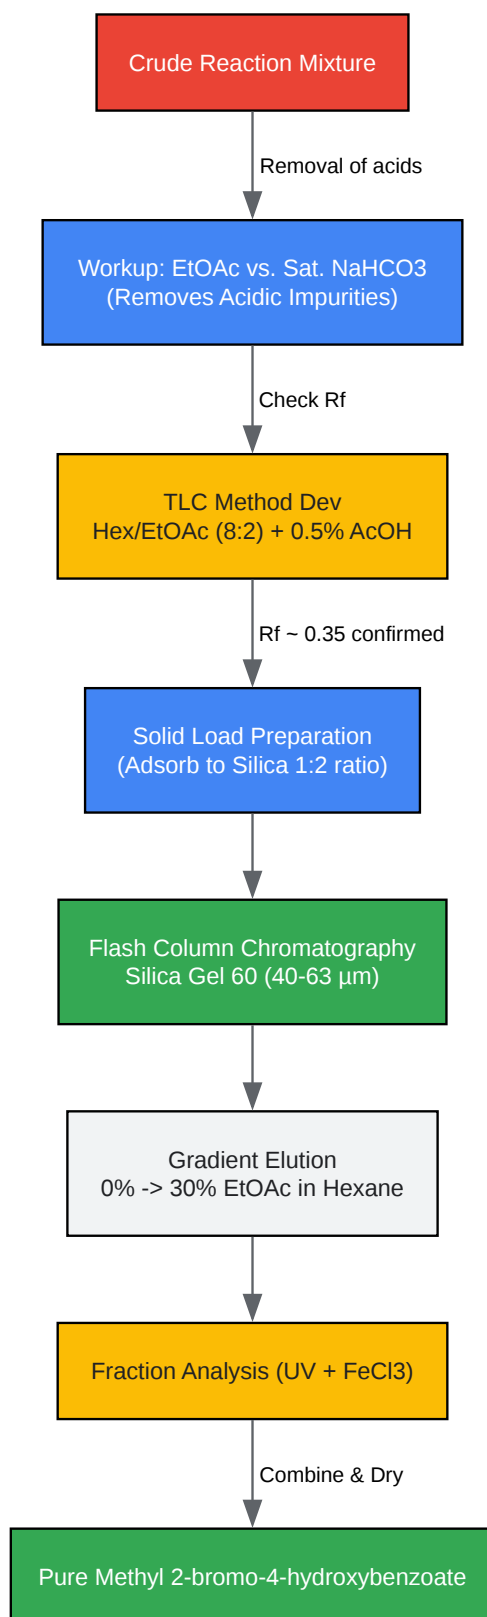 Crude Reaction Mixture
Removal of acids
Workup: EtOAc vs. Sat. NaHCO3
(Removes Acidic Impurities)
Check Rf
TLC Method Dev
Hex/EtOAc (8:2) + 0.5% AcOH
Rf ~ 0.35 confirmed
Solid Load Preparation
(Adsorb to Silica 1:2 ratio)
Flash Column Chromatography
Silica Gel 60 (40-63 µm)
Gradient Elution
0% -> 30% EtOAc in Hexane
Fraction Analysis (UV + FeCl3)
Combine & Dry
Pure Methyl 2-bromo-4-hydroxybenzoate